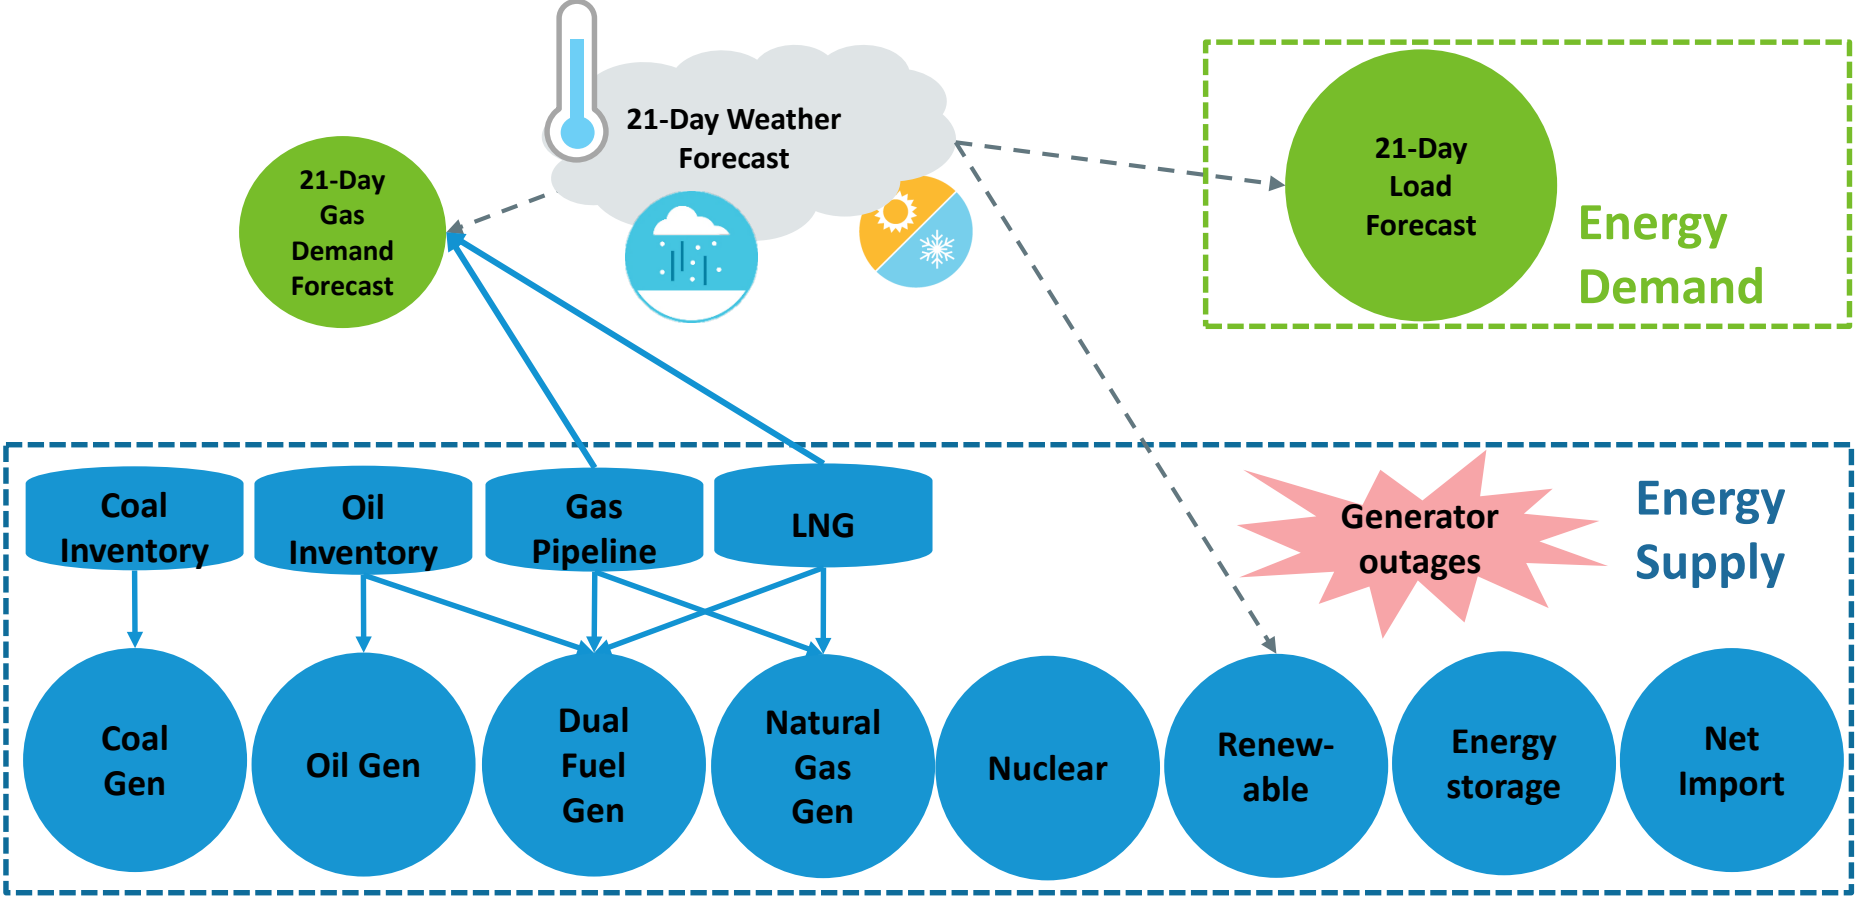 21-Day Weather
Forecast
21-Day
Gas
Demand
Forecast
21-Day
Load
Forecast
Energy
Demand
Coal
Inventory
Oil
Inventory
Gas
Pipeline
LNG
Generator
outages
Energy
Supply
Coal
Gen
Oil Gen
Dual
Fuel
Gen
Natural
Gas
Gen
Nuclear
Renew-
able
Energy
storage
Net
Import